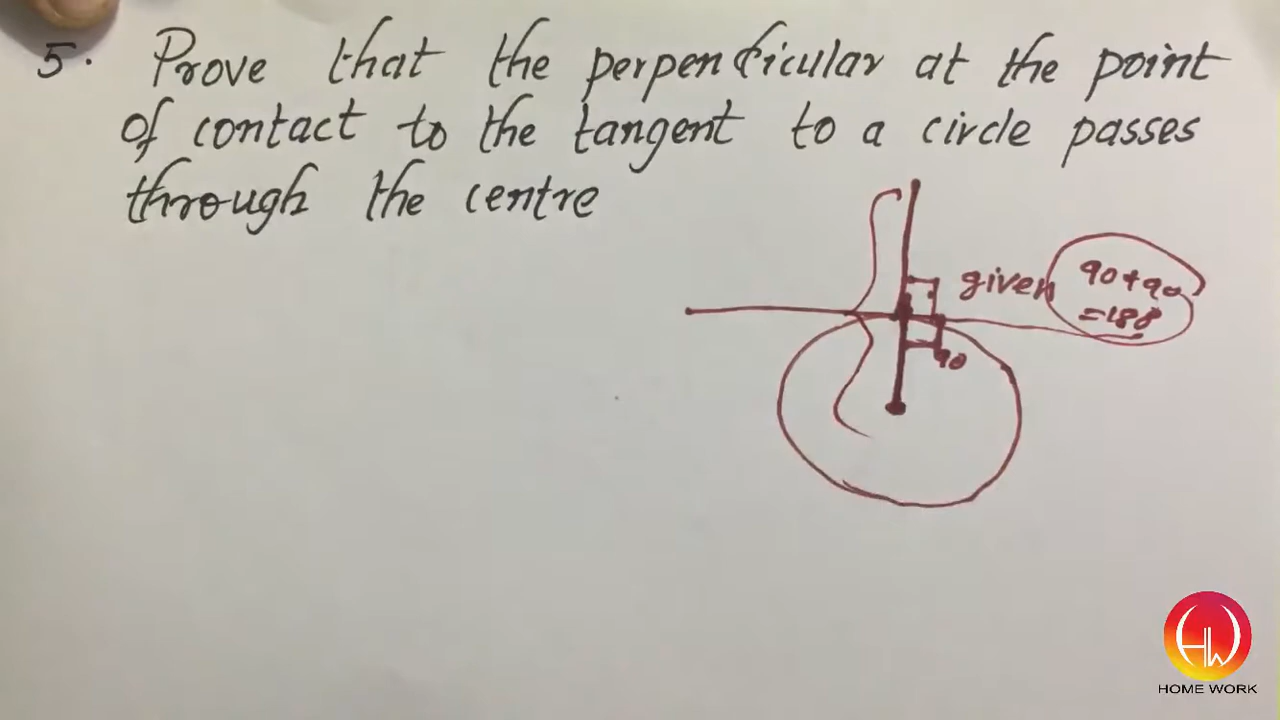 5. Prove that the perpendicular at the point
of contact to the tangent to a circle passes
through the centre
given 90+90
=180
90
HW
HOME WORK